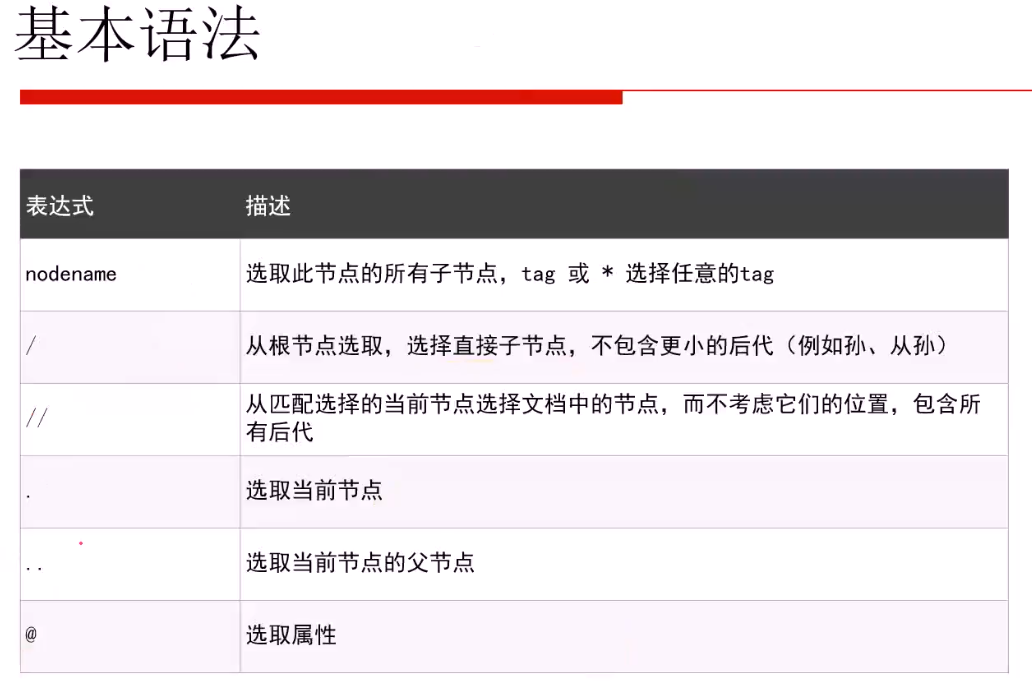 基本语法
表达式 描述
nodename 选取此节点的所有子节点，tag 或 * 选择任意的tag
/ 从根节点选取，选择直接子节点，不包含更小的后代（例如孙、从孙）
// 从匹配选择的当前节点选择文档中的节点，而不考虑它们的位置，包含所
有后代
. 选取当前节点
.. 选取当前节点的父节点
@ 选取属性